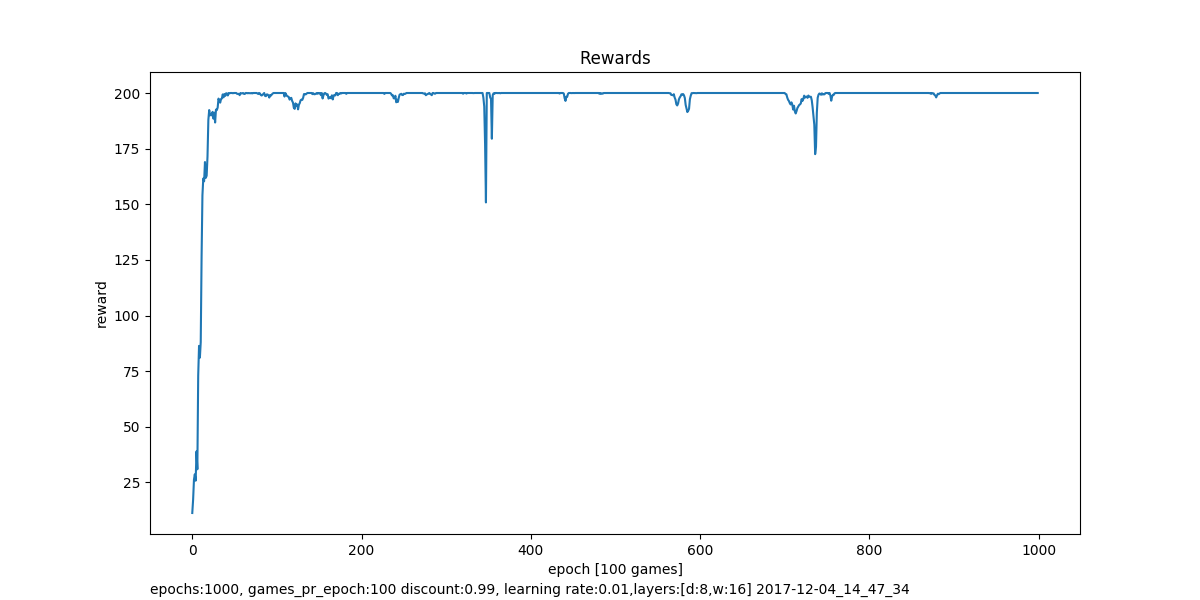 Rewards
200
175
150
125
100
75
50
25
reward
0 200 400 600 800 1000
epoch [100 games]
epochs:1000, games_pr_epoch:100 discount:0.99, learning rate:0.01,layers:[d:8,w:16] 2017-12-04_14_47_34